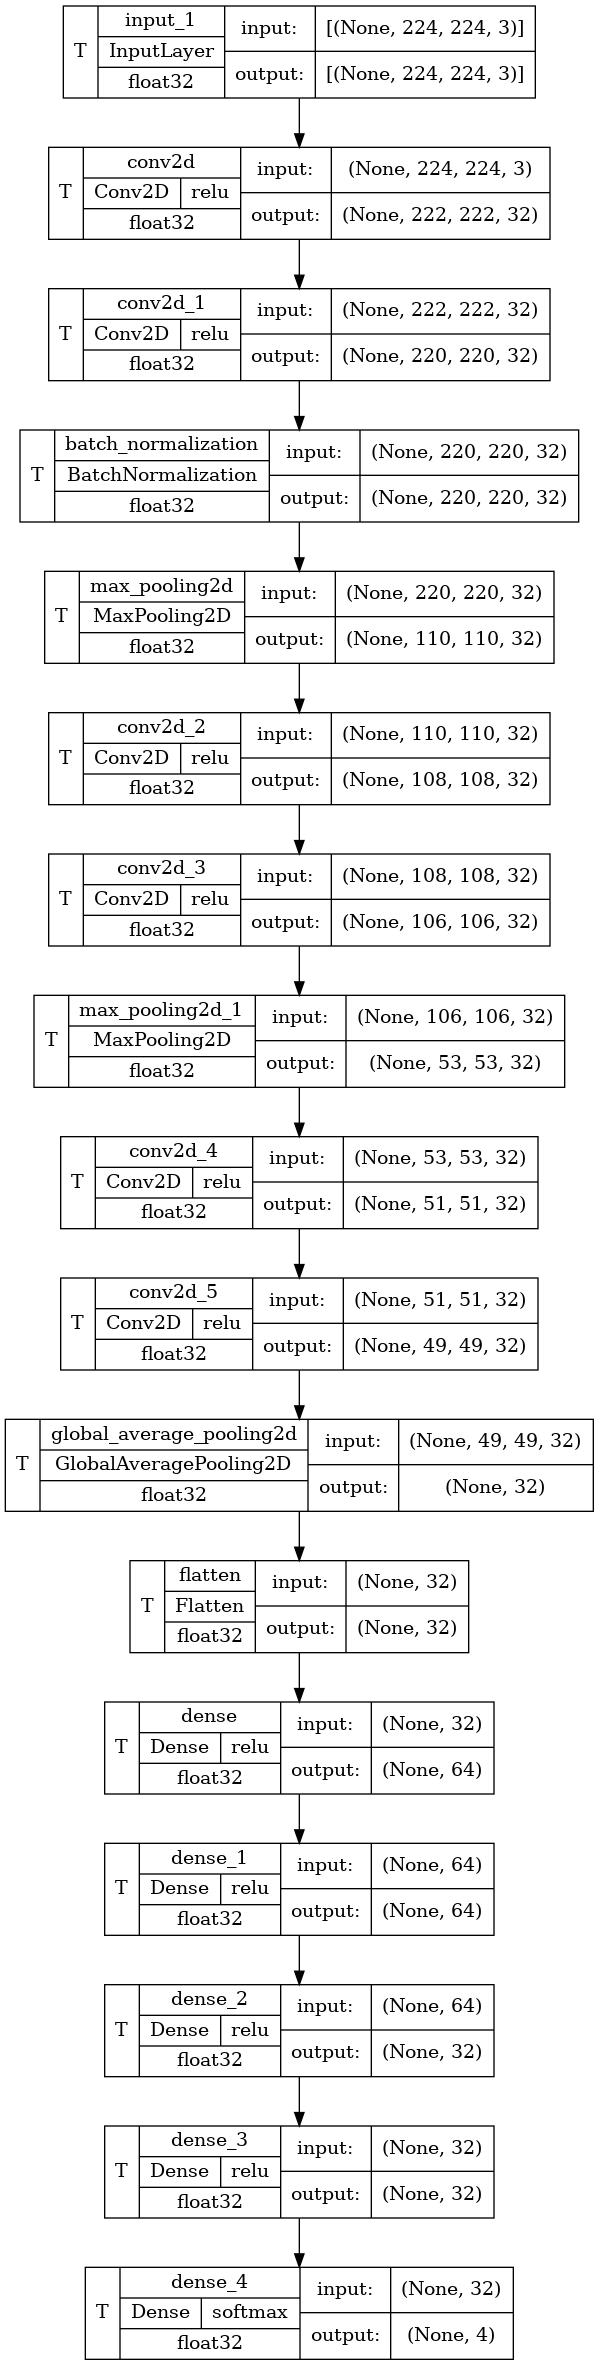 T input_1 input: [(None, 224, 224, 3)]
InputLayer
float32 output: [(None, 224, 224, 3)]
T conv2d input: (None, 224, 224, 3)
Conv2D relu
float32 output: (None, 222, 222, 32)
T conv2d_1 input: (None, 222, 222, 32)
Conv2D relu
float32 output: (None, 220, 220, 32)
T batch_normalization input: (None, 220, 220, 32)
BatchNormalization
float32 output: (None, 220, 220, 32)
T max_pooling2d input: (None, 220, 220, 32)
MaxPooling2D
float32 output: (None, 110, 110, 32)
T conv2d_2 input: (None, 110, 110, 32)
Conv2D relu
float32 output: (None, 108, 108, 32)
T conv2d_3 input: (None, 108, 108, 32)
Conv2D relu
float32 output: (None, 106, 106, 32)
T max_pooling2d_1 input: (None, 106, 106, 32)
MaxPooling2D
float32 output: (None, 53, 53, 32)
T conv2d_4 input: (None, 53, 53, 32)
Conv2D relu
float32 output: (None, 51, 51, 32)
T conv2d_5 input: (None, 51, 51, 32)
Conv2D relu
float32 output: (None, 49, 49, 32)
T global_average_pooling2d input: (None, 49, 49, 32)
GlobalAveragePooling2D
float32 output: (None, 32)
T flatten input: (None, 32)
Flatten
float32 output: (None, 32)
T dense input: (None, 32)
Dense relu
float32 output: (None, 64)
T dense_1 input: (None, 64)
Dense relu
float32 output: (None, 64)
T dense_2 input: (None, 64)
Dense relu
float32 output: (None, 32)
T dense_3 input: (None, 32)
Dense relu
float32 output: (None, 32)
T dense_4 input: (None, 32)
Dense softmax
float32 output: (None, 4)